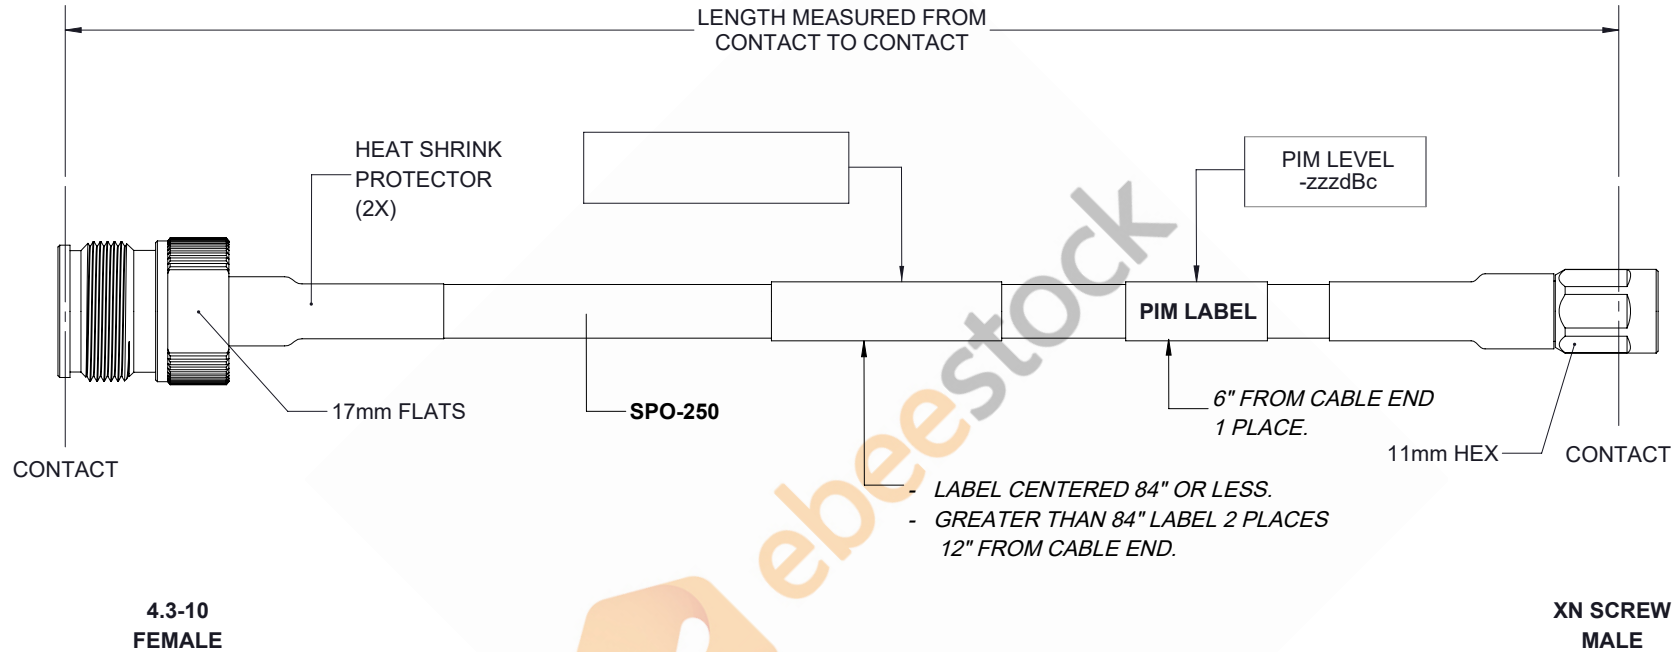 LENGTH MEASURED FROM
CONTACT TO CONTACT
HEAT SHRINK
PROTECTOR
(2X)
PIM LEVEL
-zzzdBc
PIM LABEL
17mm FLATS
SPO-250
6" FROM CABLE END
1 PLACE.
11mm HEX
CONTACT
CONTACT
- LABEL CENTERED 84" OR LESS.
- GREATER THAN 84" LABEL 2 PLACES
12" FROM CABLE END.
ebeestock
4.3-10
FEMALE
XN SCREW
MALE